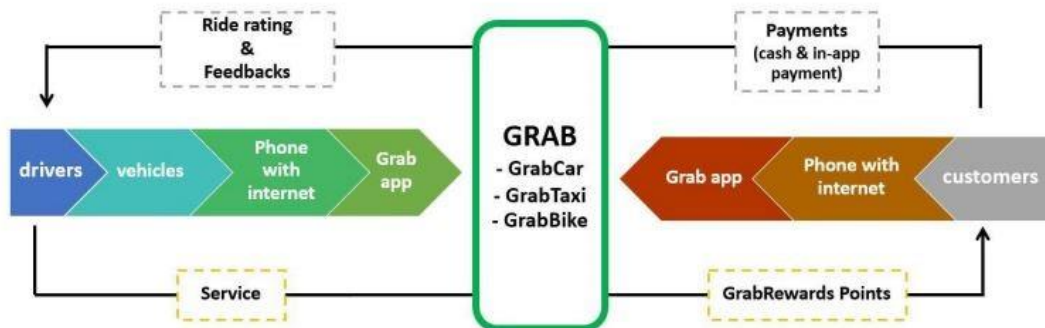 Ride rating
&
Feedbacks
Payments
(cash & in-app
payment)
drivers
vehicles
Phone
with
internet
Grab
app
GRAB
- GrabCar
- GrabTaxi
- GrabBike
Grab app
Phone with
internet
customers
Service
GrabRewards Points